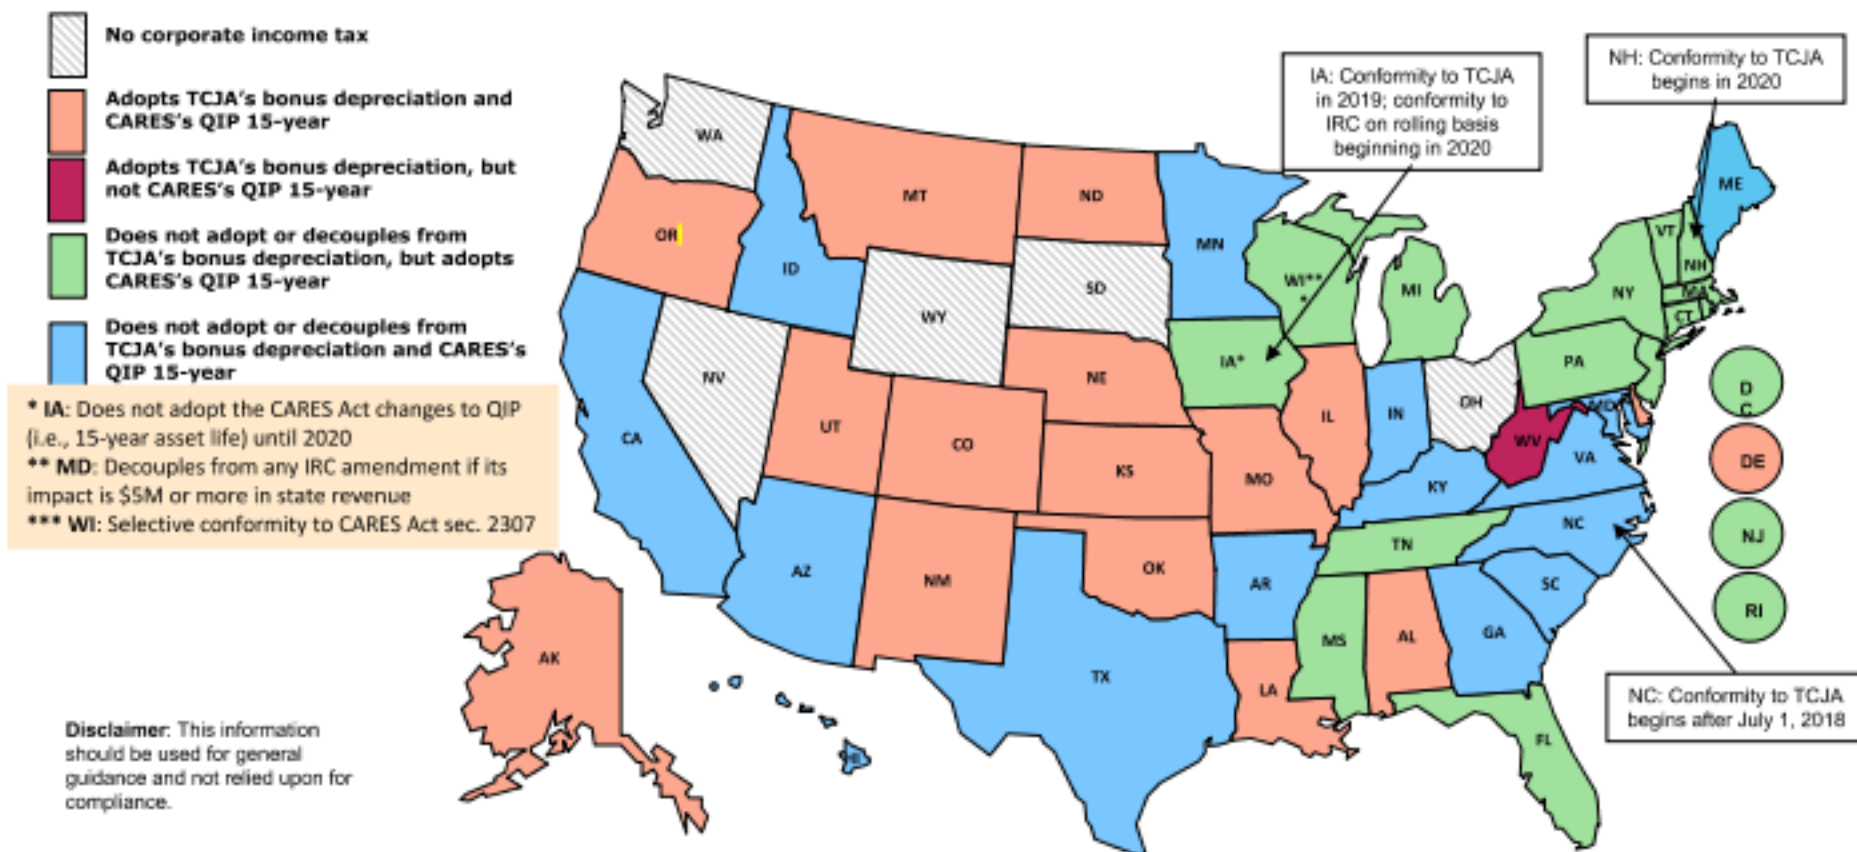 No corporate income tax
Adopts TCJA's bonus depreciation and
CARES's QIP 15-year
Adopts TCJA's bonus depreciation, but
not CARES's QIP 15-year
Does not adopt or decouples from
TCJA's bonus depreciation, but adopts
CARES's QIP 15-year
Does not adopt or decouples from
TCJA's bonus depreciation and CARES's
QIP 15-year
* IA: Does not adopt the CARES Act changes to QIP
(i.e., 15-year asset life) until 2020
** MD: Decouples from any IRC amendment if its
impact is $5M or more in state revenue
*** WI: Selective conformity to CARES Act sec. 2307
Disclaimer: This information
should be used for general
guidance and not relied upon for
compliance.
IA: Conformity to TCJA
in 2019; conformity to
IRC on rolling basis
beginning in 2020
NH: Conformity to TCJA
begins in 2020
NC: Conformity to TCJA
begins after July 1, 2018
WA
OR
MT
ND
MN
ID
WY
SD
WI**
*
MI
NY
VT
NH
ME
MA
CT
NV
UT
NE
IA*
IL
IN
OH
PA
CA
CO
KS
MO
KY
WV
VA
MD
AZ
NM
OK
AR
TN
NC
SC
TX
LA
MS
AL
GA
FL
AK
HI
D
C
DE
NJ
RI